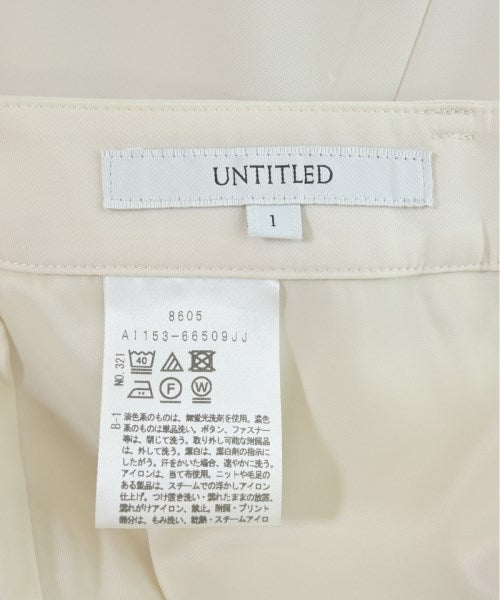 UNTITLED
1
8605
AI153-66509JJ
NO.321
40
F W
B-1
淡色系のものは、無蛍光洗剤を使用。濃色
系のものは単品洗い。ボタン、ファスナー
等は、閉じて洗う。取り外し可能な附属品
は、外して洗う。漂白は、漂白剤の指示に
したがう。汗をかいた場合、速やかに洗う。
アイロンは、当て布使用。ニットや毛足の
ある製品は、スチームでの浮かしアイロン
仕上げ。つけ置き洗い・濡れたままの放置、
濡れがけアイロン、禁止。附属・プリント
部分は、もみ洗い、乾熱・スチームアイロ